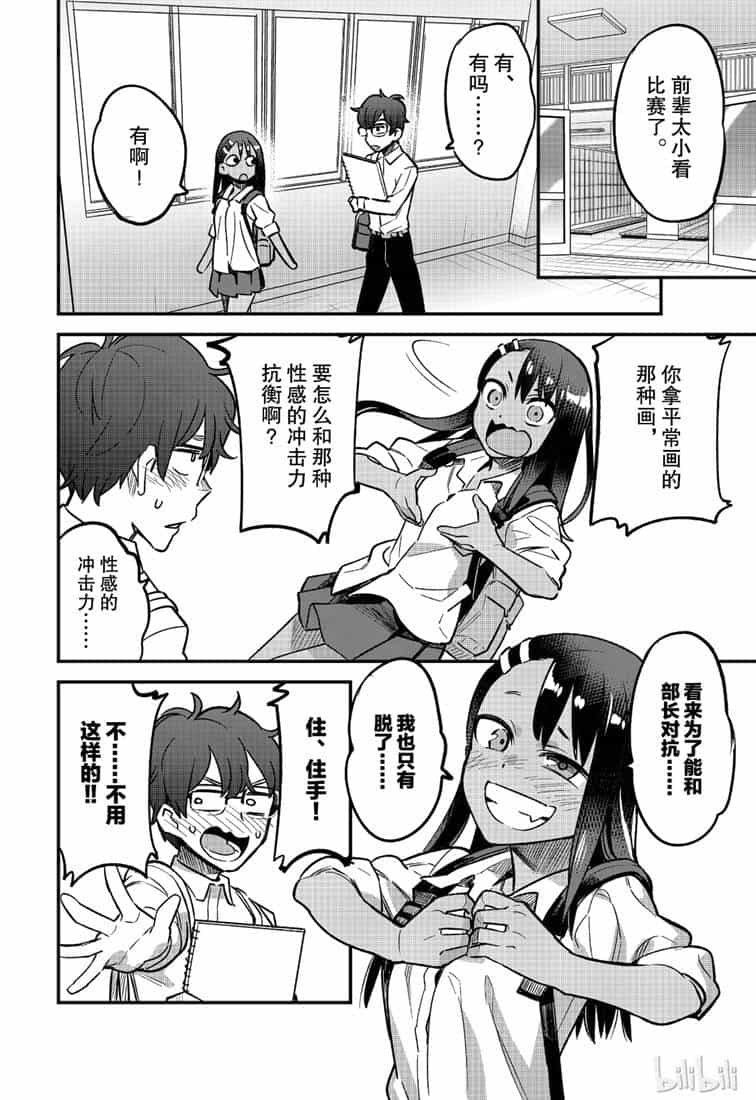 前辈太小看
比赛了。
有、
有吗……？
有啊！
你拿平常画的
那种画，
要怎么和那种
性感的冲击力
抗衡啊？
性感的
冲击力……
看来为了能和
部长对抗……
我也只有
脱了……
住、住手！
不……不用
这样的!!
bilibili